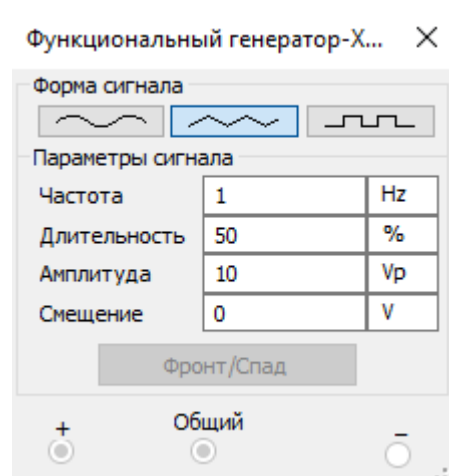 Функциональный генератор-X...
Форма сигнала
Параметры сигнала
Частота 1 Hz
Длительность 50 %
Амплитуда 10 Vp
Смещение 0 V
Фронт/Спад
+ Общий –